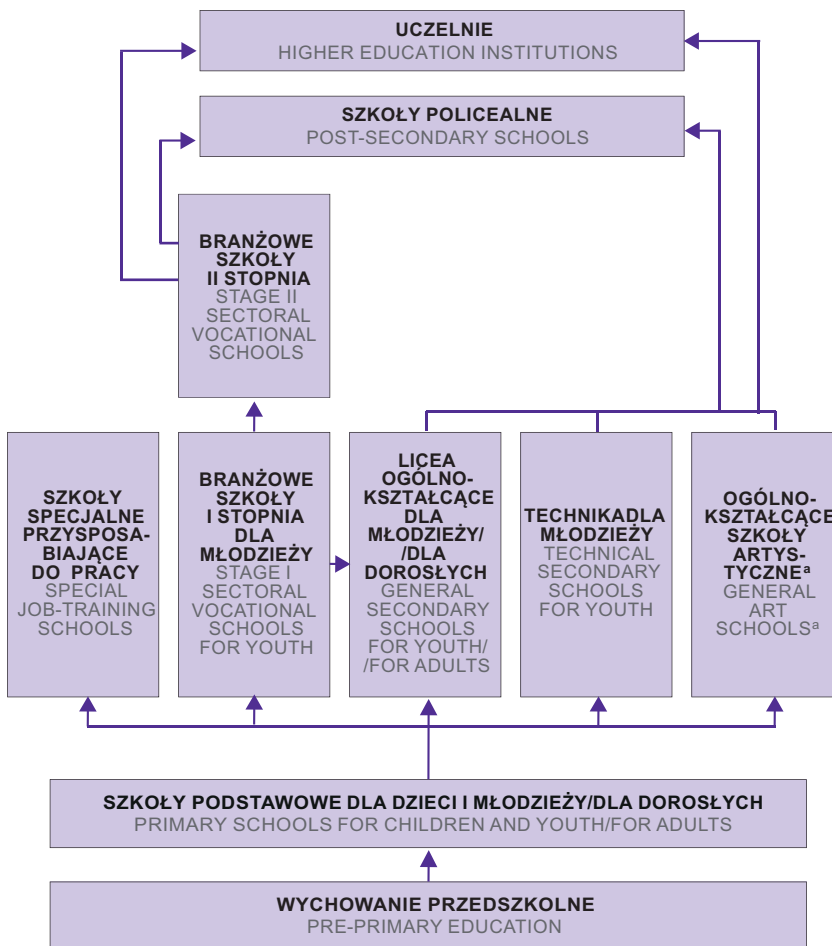 UCZELNIE
HIGHER EDUCATION INSTITUTIONS
SZKOŁY POLICEALNE
POST-SECONDARY SCHOOLS
BRANŻOWE
SZKOŁY
II STOPNIA
STAGE II
SECTORAL
VOCATIONAL
SCHOOLS
SZKOŁY
SPECJALNE
PRZYSPOSA-
BIAJĄCE
DO PRACY
SPECIAL
JOB-TRAINING
SCHOOLS
BRANŻOWE
SZKOŁY
I STOPNIA
DLA
MŁODZIEŻY
STAGE I
SECTORAL
VOCATIONAL
SCHOOLS
FOR YOUTH
LICEA
OGÓLNO-
KSZTAŁCĄCE
DLA
MŁODZIEŻY/
/DLA
DOROSŁYCH
GENERAL
SECONDARY
SCHOOLS
FOR YOUTH/
/FOR ADULTS
TECHNIKADLA
MŁODZIEŻY
TECHNICAL
SECONDARY
SCHOOLS
FOR YOUTH
OGÓLNO-
KSZTAŁCĄCE
SZKOŁY
ARTYS-
TYCZNEᵃ
GENERAL
ART
SCHOOLSᵃ
SZKOŁY PODSTAWOWE DLA DZIECI I MŁODZIEŻY/DLA DOROSŁYCH
PRIMARY SCHOOLS FOR CHILDREN AND YOUTH/FOR ADULTS
WYCHOWANIE PRZEDSZKOLNE
PRE-PRIMARY EDUCATION